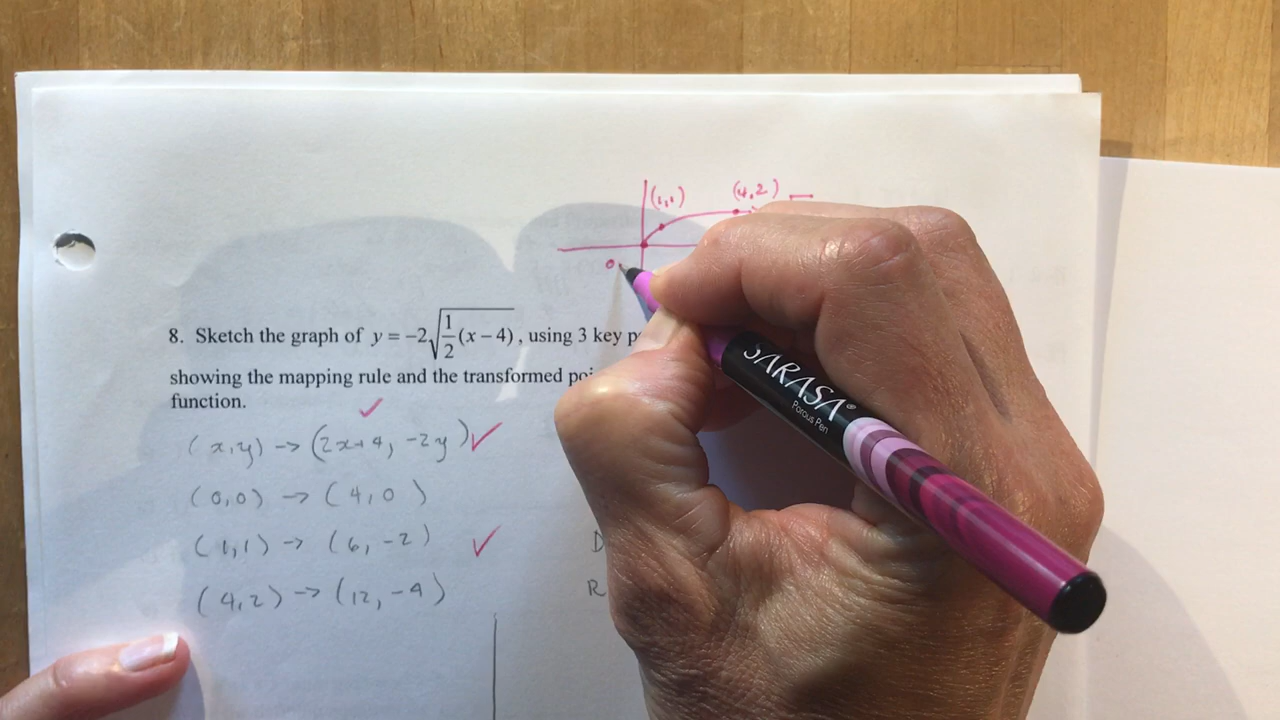 (1,1) (4,2)
0
8. Sketch the graph of y = -2√(1/2(x-4)), using 3 key
showing the mapping rule and the transformed
function.
(x,y) → (2x+4, -2y) ✓
(0,0) → (4,0)
(1,1) → (6,-2) ✓
(4,2) → (12,-4)
D
R
SARASA®
Porous Pen